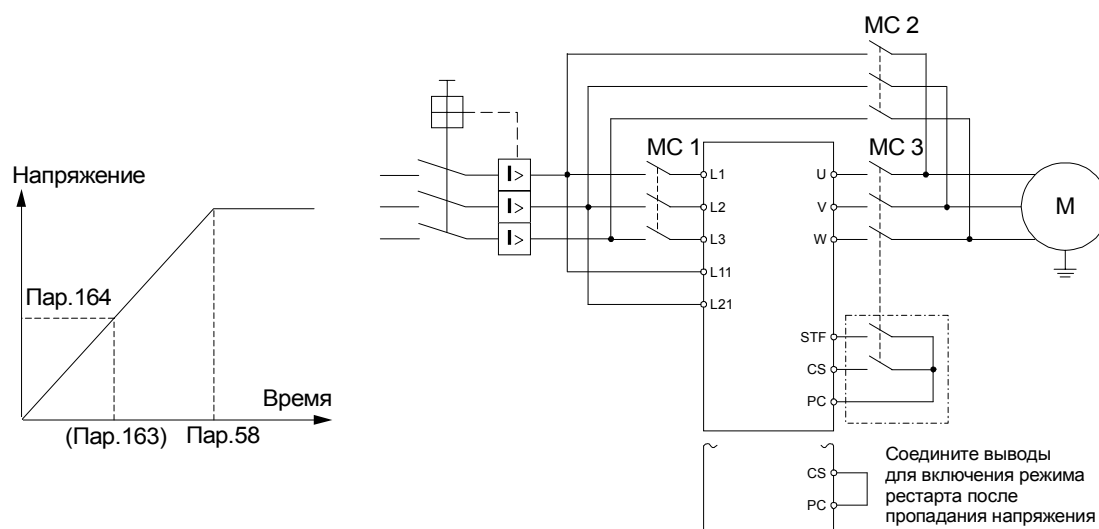 Напряжение
Пар.164
Время
(Пар.163)
Пар.58
MC 2
MC 1
MC 3
I>
I>
I>
L1
L2
L3
L11
L21
U
V
W
M
STF
CS
PC
CS
PC
Соедините выводы
для включения режима
рестарта после
пропадания напряжения